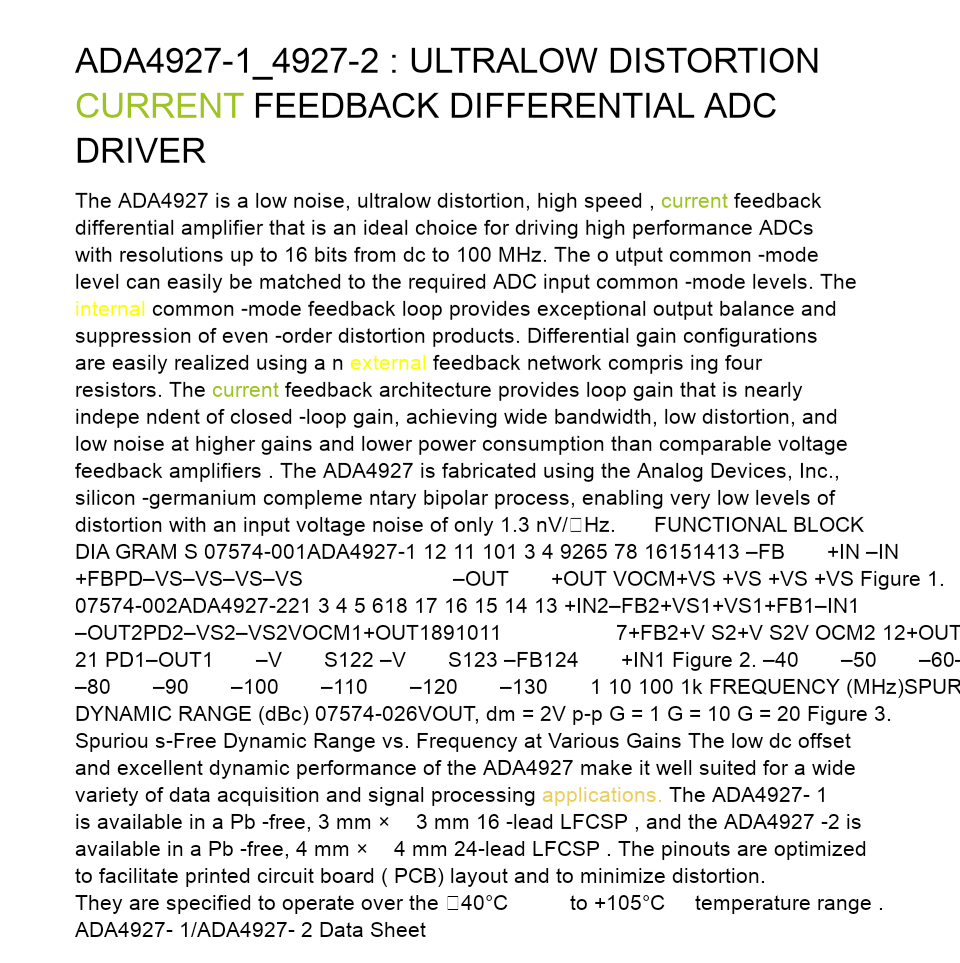 ADA4927-1_4927-2 : ULTRALOW DISTORTION
CURRENT FEEDBACK DIFFERENTIAL ADC
DRIVER
The ADA4927 is a low noise, ultralow distortion, high speed , current feedback
differential amplifier that is an ideal choice for driving high performance ADCs
with resolutions up to 16 bits from dc to 100 MHz. The o utput common -mode
level can easily be matched to the required ADC input common -mode levels. The
internal common -mode feedback loop provides exceptional output balance and
suppression of even -order distortion products. Differential gain configurations
are easily realized using a n external feedback network compris ing four
resistors. The current feedback architecture provides loop gain that is nearly
indepe ndent of closed -loop gain, achieving wide bandwidth, low distortion, and
low noise at higher gains and lower power consumption than comparable voltage
feedback amplifiers . The ADA4927 is fabricated using the Analog Devices, Inc.,
silicon -germanium compleme ntary bipolar process, enabling very low levels of
distortion with an input voltage noise of only 1.3 nV/□Hz. FUNCTIONAL BLOCK
DIA GRAM S 07574-001ADA4927-1 12 11 101 3 4 9265 78 16151413 –FB +IN –IN
+FBPD–VS–VS–VS–VS –OUT +OUT VOCM+VS +VS +VS +VS Figure 1.
07574-002ADA4927-221 3 4 5 618 17 16 15 14 13 +IN2–FB2+VS1+VS1+FB1–IN1
–OUT2PD2–VS2–VS2VOCM1+OUT1891011 7+FB2+V S2+V S2V OCM2 12+OUT
21 PD1–OUT1 –V S122 –V S123 –FB124 +IN1 Figure 2. –40 –50 –60–
–80 –90 –100 –110 –120 –130 1 10 100 1k FREQUENCY (MHz)SPUR
DYNAMIC RANGE (dBc) 07574-026VOUT, dm = 2V p-p G = 1 G = 10 G = 20 Figure 3.
Spuriou s-Free Dynamic Range vs. Frequency at Various Gains The low dc offset
and excellent dynamic performance of the ADA4927 make it well suited for a wide
variety of data acquisition and signal processing applications. The ADA4927- 1
is available in a Pb -free, 3 mm × 3 mm 16 -lead LFCSP , and the ADA4927 -2 is
available in a Pb -free, 4 mm × 4 mm 24-lead LFCSP . The pinouts are optimized
to facilitate printed circuit board ( PCB) layout and to minimize distortion.
They are specified to operate over the □40°C to +105°C temperature range .
ADA4927- 1/ADA4927- 2 Data Sheet